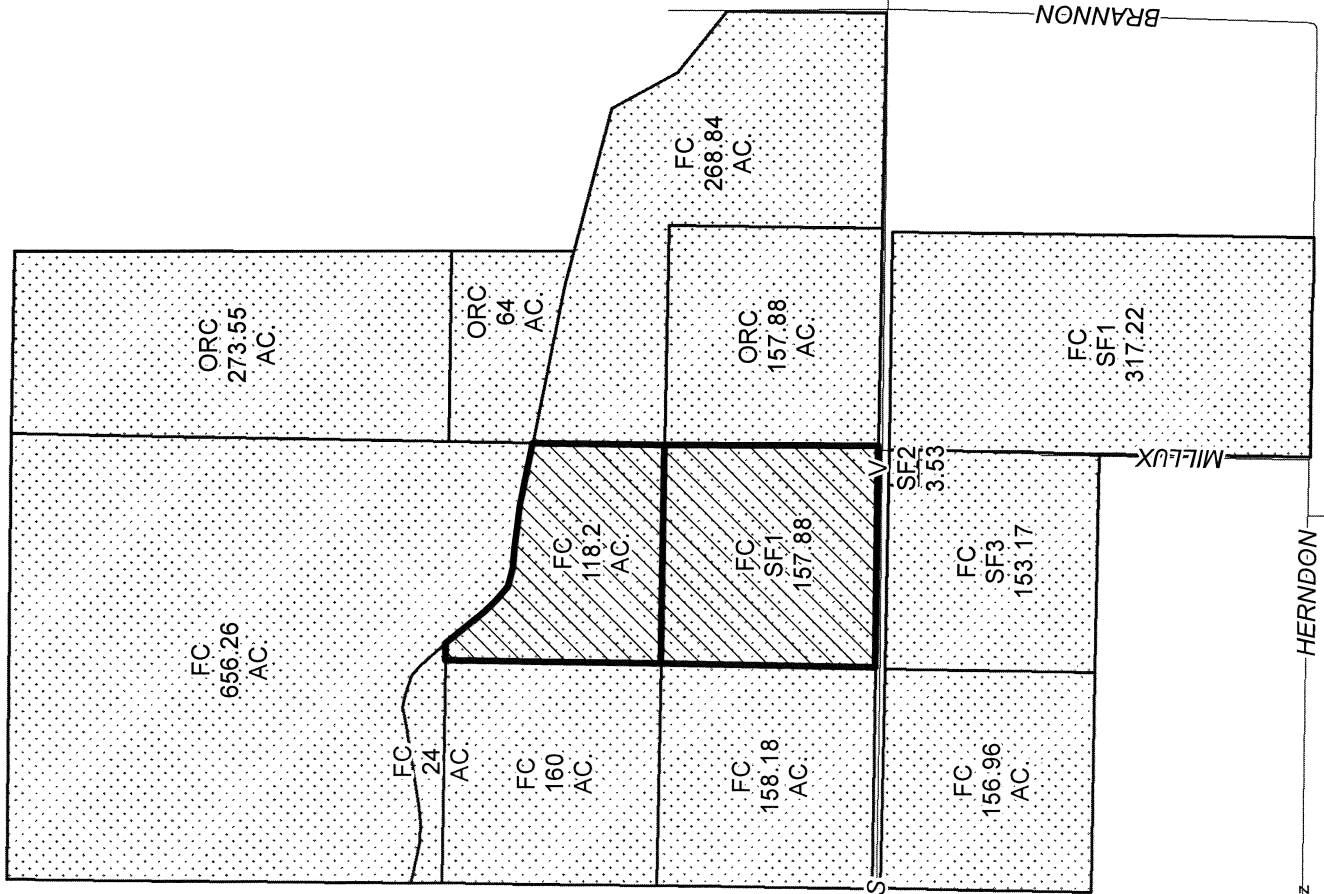 BRANNON
FC
268.84
AC.
ORC
273.55
AC.
ORC
64
AC.
ORC
157.88
AC.
FC
SF1
317.22
FC
656.26
AC.
FC
118.2
AC.
FC
SF1
157.88
V
SF2
3.53
MILLUX
FC
SF3
153.17
HERNDON
FC
24
AC.
FC
160
AC.
FC
158.18
AC.
FC
156.96
AC.
S
z